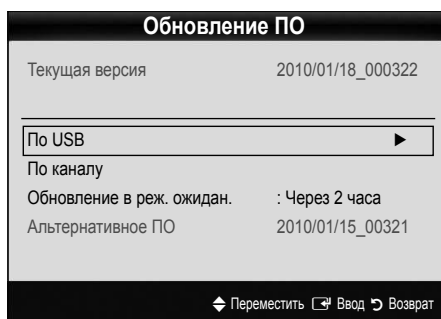 Обновление ПО
Текущая версия 2010/01/18_000322
По USB
По каналу
Обновление в реж. ожидан. : Через 2 часа
Альтернативное ПО 2010/01/15_00321
Переместить Ввод Возврат